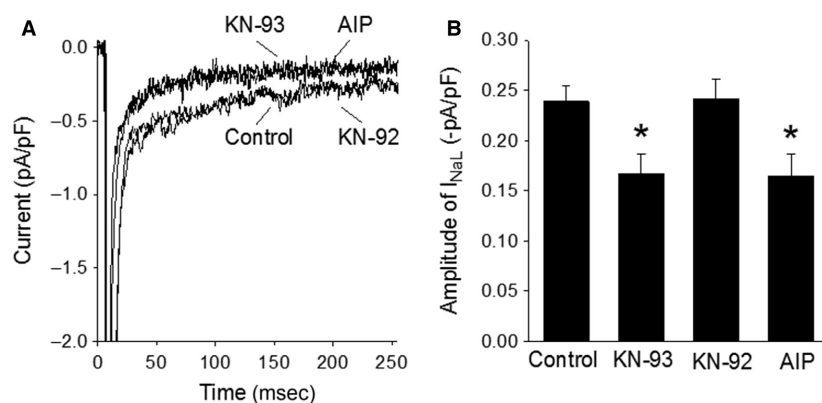 A
KN-93
AIP
Control
KN-92
0.0
–0.5
–1.0
–1.5
–2.0
Current (pA/pF)
0
50
100
150
200
250
Time (msec)
B
0.30
0.25
0.20
0.15
0.10
0.05
0.00
Amplitude of INaL (-pA/pF)
*
*
Control
KN-93
KN-92
AIP